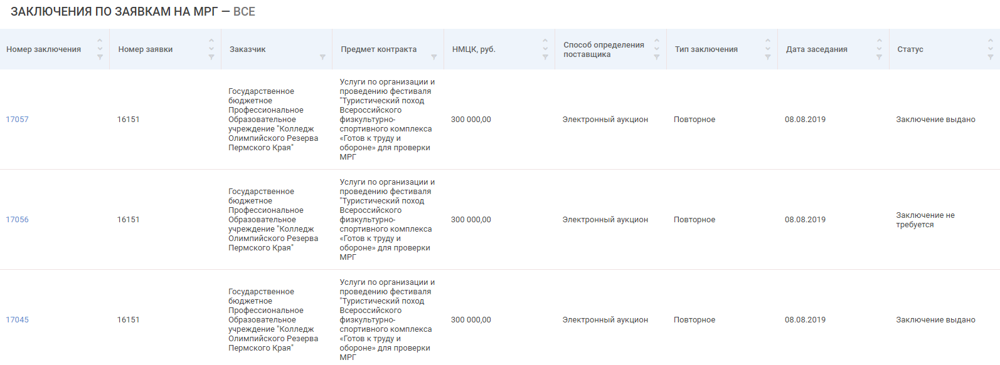 ЗАКЛЮЧЕНИЯ ПО ЗАЯВКАМ НА МРГ — ВСЕ
Номер заключения
Номер заявки
Заказчик
Предмет контракта
НМЦК, руб.
Способ определения
поставщика
Тип заключения
Дата заседания
Статус
17057
16151
Государственное
бюджетное
Профессиональное
Образовательное
учреждение "Колледж
Олимпийского Резерва
Пермского Края"
Услуги по организации и
проведению фестиваля
"Туристический поход
Всероссийского
физкультурно-
спортивного комплекса
«Готов к труду и
обороне» для проверки
МРГ
300 000,00
Электронный аукцион
Повторное
08.08.2019
Заключение выдано
17056
16151
Государственное
бюджетное
Профессиональное
Образовательное
учреждение "Колледж
Олимпийского Резерва
Пермского Края"
Услуги по организации и
проведению фестиваля
"Туристический поход
Всероссийского
физкультурно-
спортивного комплекса
«Готов к труду и
обороне» для проверки
МРГ
300 000,00
Электронный аукцион
Повторное
08.08.2019
Заключение не
требуется
17045
16151
Государственное
бюджетное
Профессиональное
Образовательное
учреждение "Колледж
Олимпийского Резерва
Пермского Края"
Услуги по организации и
проведению фестиваля
"Туристический поход
Всероссийского
физкультурно-
спортивного комплекса
«Готов к труду и
обороне» для проверки
МРГ
300 000,00
Электронный аукцион
Повторное
08.08.2019
Заключение выдано